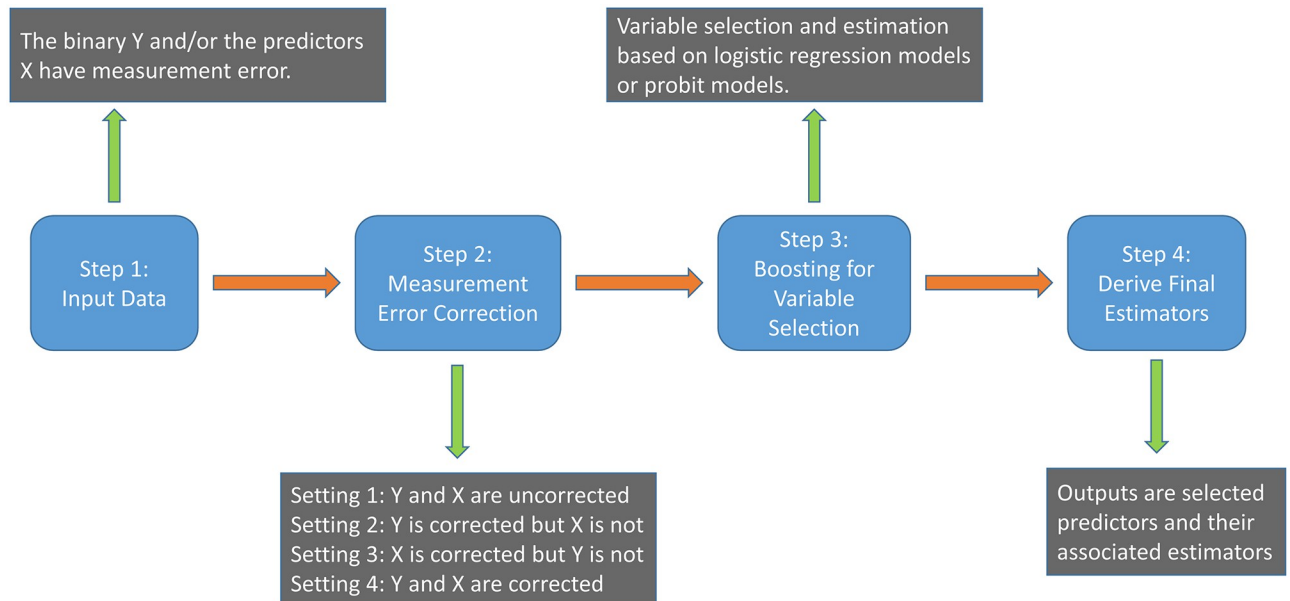 The binary Y and/or the predictors
X have measurement error.
Variable selection and estimation
based on logistic regression models
or probit models.
Step 1:
Input Data
Step 2:
Measurement
Error Correction
Step 3:
Boosting for
Variable
Selection
Step 4:
Derive Final
Estimators
Setting 1: Y and X are uncorrected
Setting 2: Y is corrected but X is not
Setting 3: X is corrected but Y is not
Setting 4: Y and X are corrected
Outputs are selected
predictors and their
associated estimators